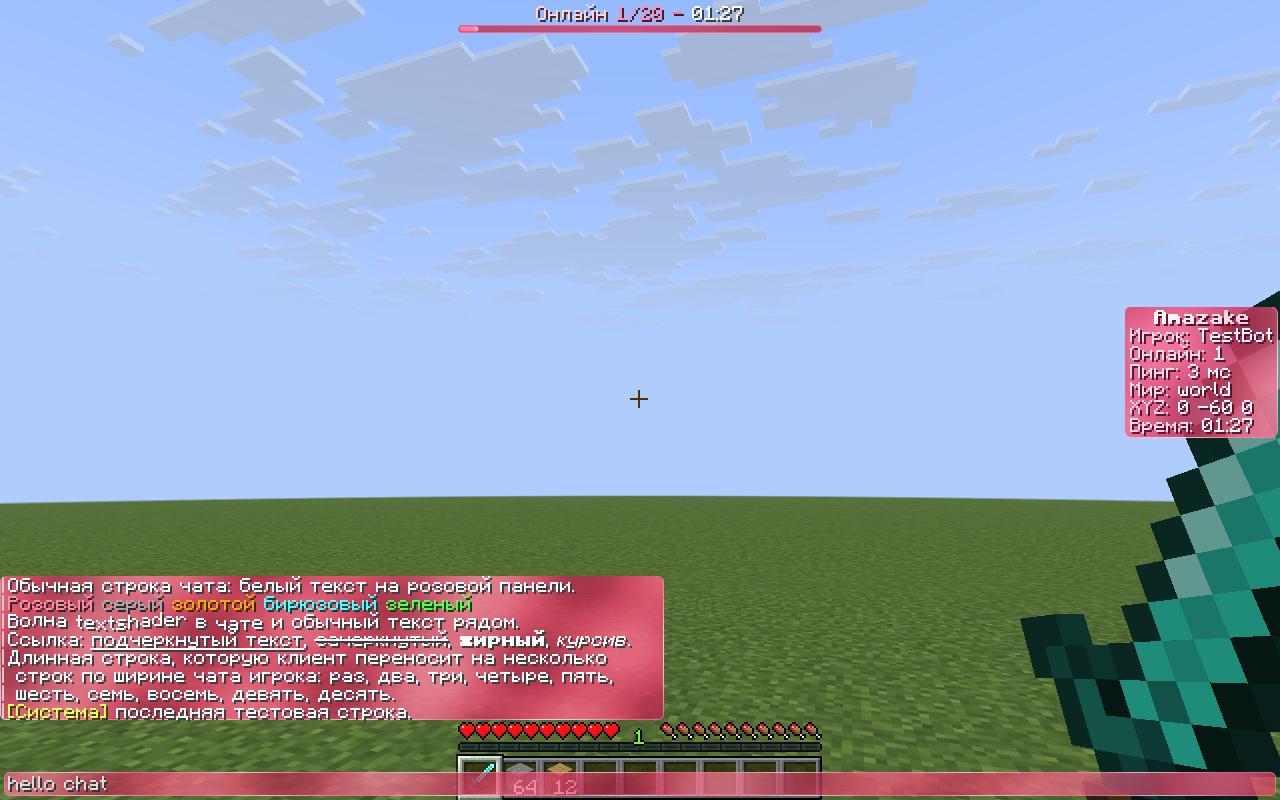 Онлайн 1/20 - 01:27
Amazake
Игрок: TestBot
Онлайн: 1
Пинг: 3 мс
Мир: world
XYZ: 0 -60 0
Время: 01:27
Обычная строка чата: белый текст на розовой панели.
Розовый серый золотой бирюзовый зеленый
Волна textshader в чате и обычный текст рядом.
Ссылка: подчеркнутый текст, зачеркнутый, жирный, курсив.
Длинная строка, которую клиент переносит на несколько
строк по ширине чата игрока: раз, два, три, четыре, пять,
шесть, семь, восемь, девять, десять.
[Система] последняя тестовая строка.
1
64 12
hello chat